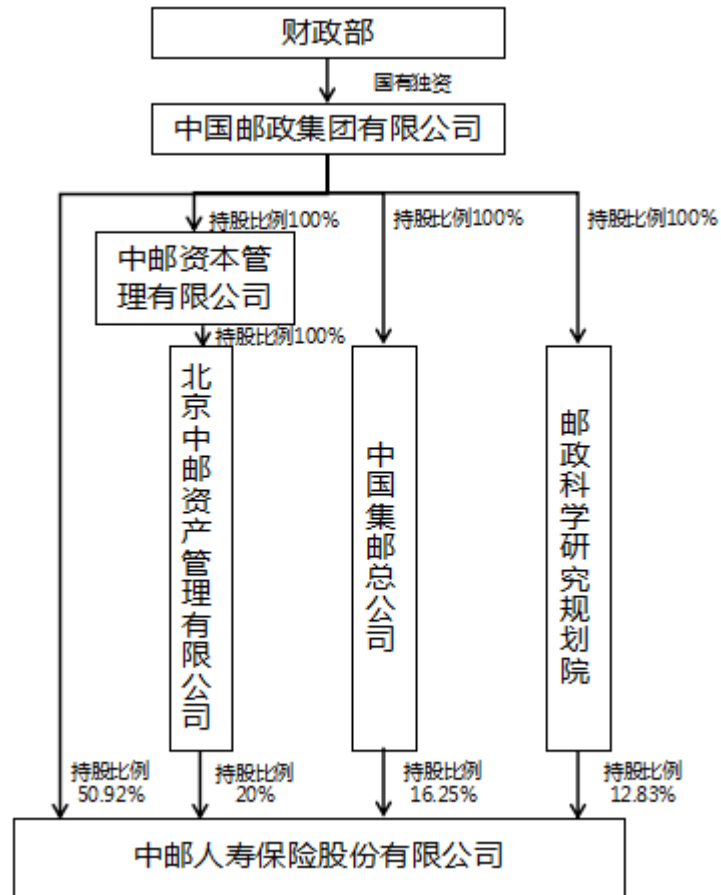 财政部
国有独资
中国邮政集团有限公司
持股比例100%
持股比例100%
持股比例100%
中邮资本管
理有限公司
持股比例100%
北京中邮资产管理有限公司
中国集邮总公司
邮政科学研究规划院
持股比例
50.92%
持股比例
20%
持股比例
16.25%
持股比例
12.83%
中邮人寿保险股份有限公司